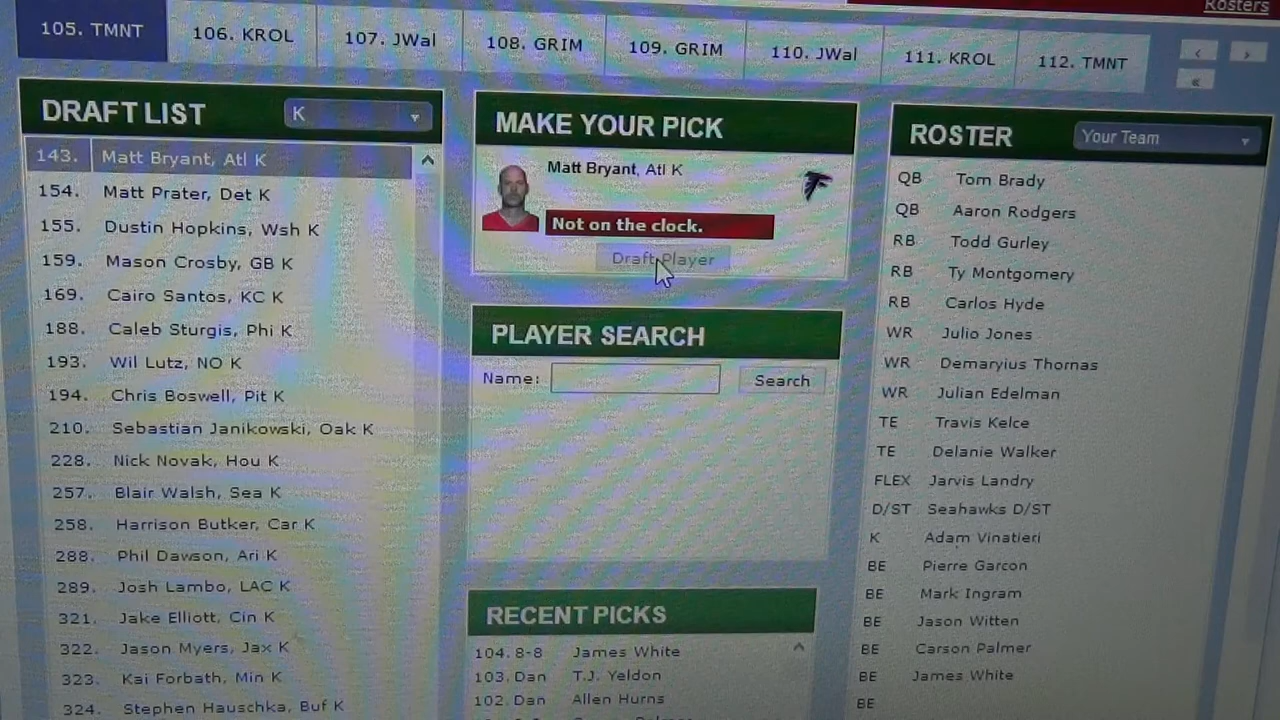 Rosters
105. TMNT
106. KROL
107. JWal
108. GRIM
109. GRIM
110. JWal
111. KROL
112. TMNT
DRAFT LIST
K
143. Matt Bryant, Atl K
154. Matt Prater, Det K
155. Dustin Hopkins, Wsh K
159. Mason Crosby, GB K
169. Cairo Santos, KC K
188. Caleb Sturgis, Phi K
193. Wil Lutz, NO K
194. Chris Boswell, Pit K
210. Sebastian Janikowski, Oak K
228. Nick Novak, Hou K
257. Blair Walsh, Sea K
258. Harrison Butker, Car K
288. Phil Dawson, Ari K
289. Josh Lambo, LAC K
321. Jake Elliott, Cin K
322. Jason Myers, Jax K
323. Kai Forbath, Min K
324. Stephen Hauschka, Buf K
MAKE YOUR PICK
Matt Bryant, Atl K
Not on the clock.
Draft Player
PLAYER SEARCH
Name:
Search
RECENT PICKS
104. 8-8 James White
103. Dan T.J. Yeldon
102. Dan Allen Hurns
ROSTER
Your Team
QB Tom Brady
QB Aaron Rodgers
RB Todd Gurley
RB Ty Montgomery
RB Carlos Hyde
WR Julio Jones
WR Demaryius Thomas
WR Julian Edelman
TE Travis Kelce
TE Delanie Walker
FLEX Jarvis Landry
D/ST Seahawks D/ST
K Adam Vinatieri
BE Pierre Garcon
BE Mark Ingram
BE Jason Witten
BE Carson Palmer
BE James White
BE